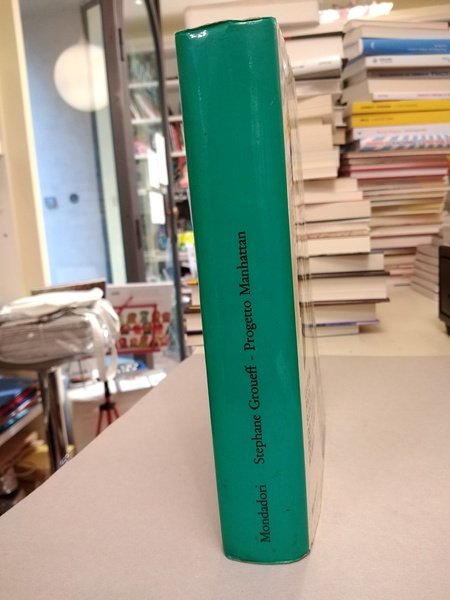 Mondadori Stephane Groueff - Progetto Manhattan